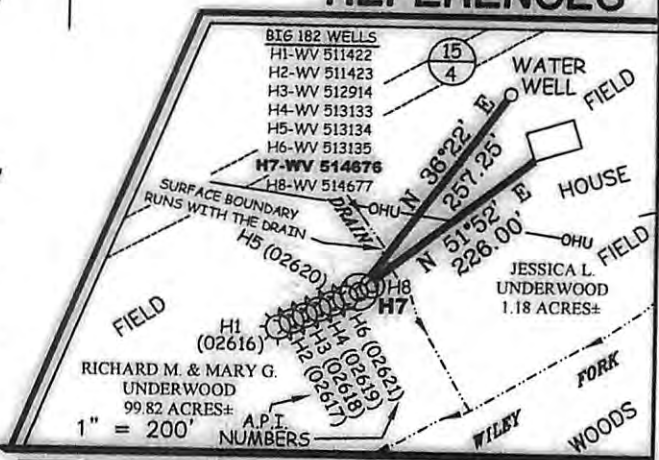 REFERENCES
BIG 182 WELLS
H1-WV 511422
H2-WV 511423
H3-WV 512914
H4-WV 513133
H5-WV 513134
H6-WV 513135
H7-WV 514676
H8-WV 514677
15
4
WATER
WELL
FIELD
N 36°22' E
257.25'
HOUSE
SURFACE BOUNDARY
RUNS WITH THE DRAIN
DRAIN
OHU
N 51°52' E
226.00'
OHU
FIELD
JESSICA L.
UNDERWOOD
1.18 ACRES±
H5 (02620)
H8
H7
FIELD
H1
(02616)
H6 (02621)
H4 (02619)
H3 (02618)
H2 (02617)
RICHARD M. & MARY G.
UNDERWOOD
99.82 ACRES±
1" = 200'
A.P.I.
NUMBERS
WILEY
FORK
WOODS